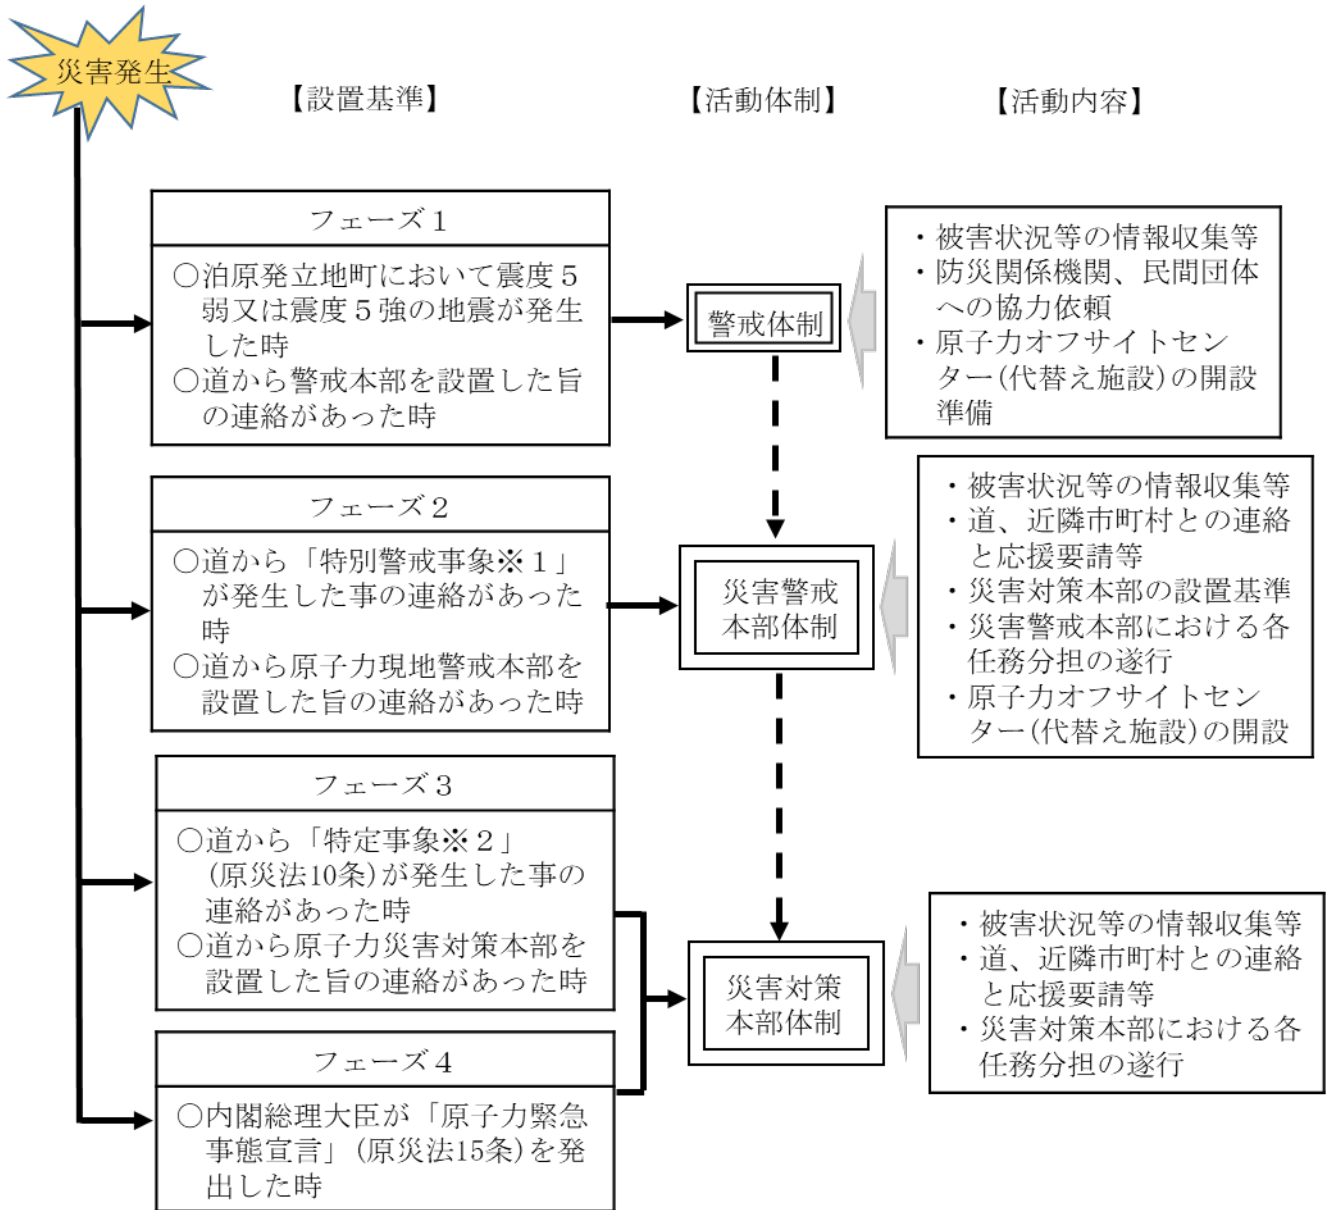 災害発生
【設置基準】
【活動体制】
【活動内容】
フェーズ1
○泊原発立地町において震度5
弱又は震度5強の地震が発生
した時
○道から警戒本部を設置した旨
の連絡があった時
警戒体制
・被害状況等の情報収集等
・防災関係機関、民間団体
への協力依頼
・原子力オフサイトセン
ター(代替え施設)の開設
準備
フェーズ2
○道から「特別警戒事象※1」
が発生した事の連絡があった
時
○道から原子力現地警戒本部を
設置した旨の連絡があった時
災害警戒
本部体制
・被害状況等の情報収集等
・道、近隣市町村との連絡
と応援要請等
・災害対策本部の設置基準
・災害警戒本部における各
任務分担の遂行
・原子力オフサイトセン
ター(代替え施設)の開設
フェーズ3
○道から「特定事象※2」
(原災法10条)が発生した事の
連絡があった時
○道から原子力災害対策本部を
設置した旨の連絡があった時
フェーズ4
○内閣総理大臣が「原子力緊急
事態宣言」(原災法15条)を発
出した時
災害対策
本部体制
・被害状況等の情報収集等
・道、近隣市町村との連絡
と応援要請等
・災害対策本部における各
任務分担の遂行